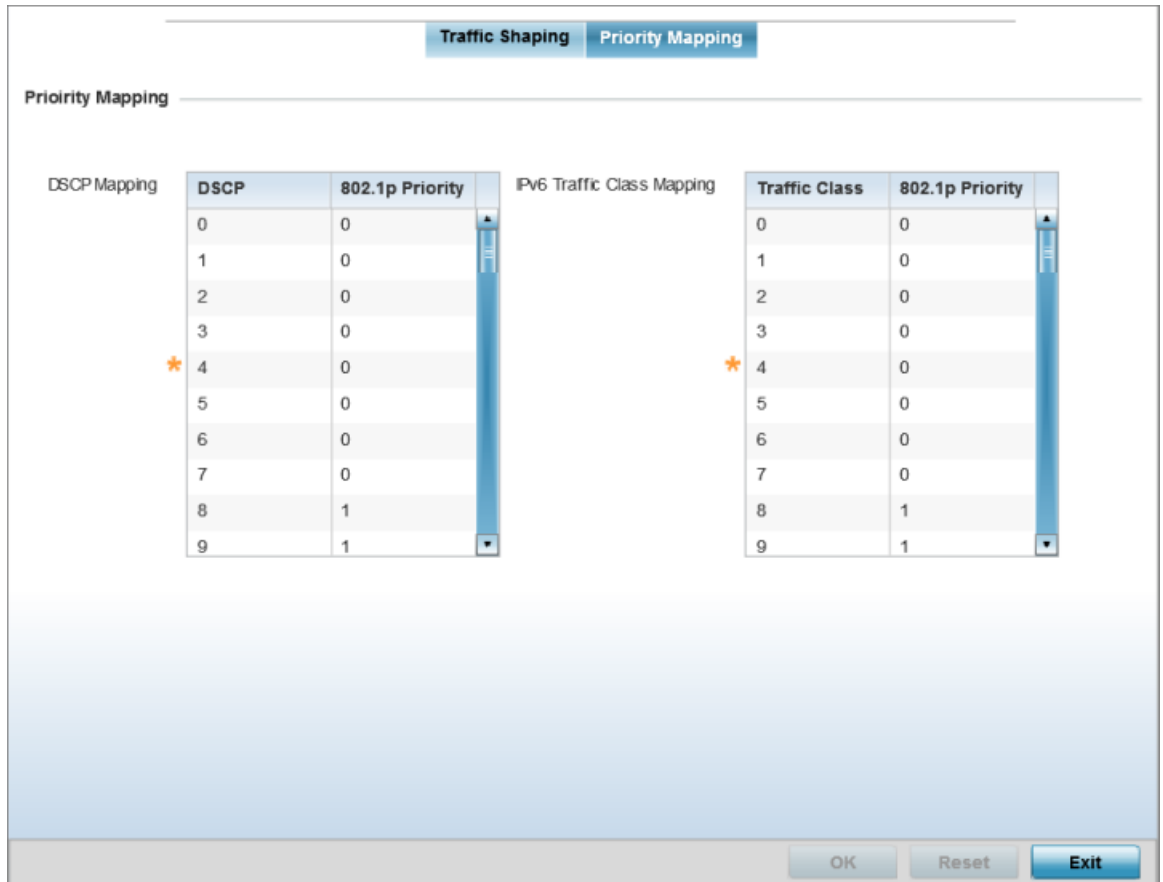 Traffic Shaping Priority Mapping
Prioirity Mapping
DSCP Mapping DSCP 802.1p Priority IPv6 Traffic Class Mapping Traffic Class 802.1p Priority
0 0 0 0
1 0 1 0
2 0 2 0
3 0 3 0
* 4 0 * 4 0
5 0 5 0
6 0 6 0
7 0 7 0
8 1 8 1
9 1 9 1
OK Reset Exit